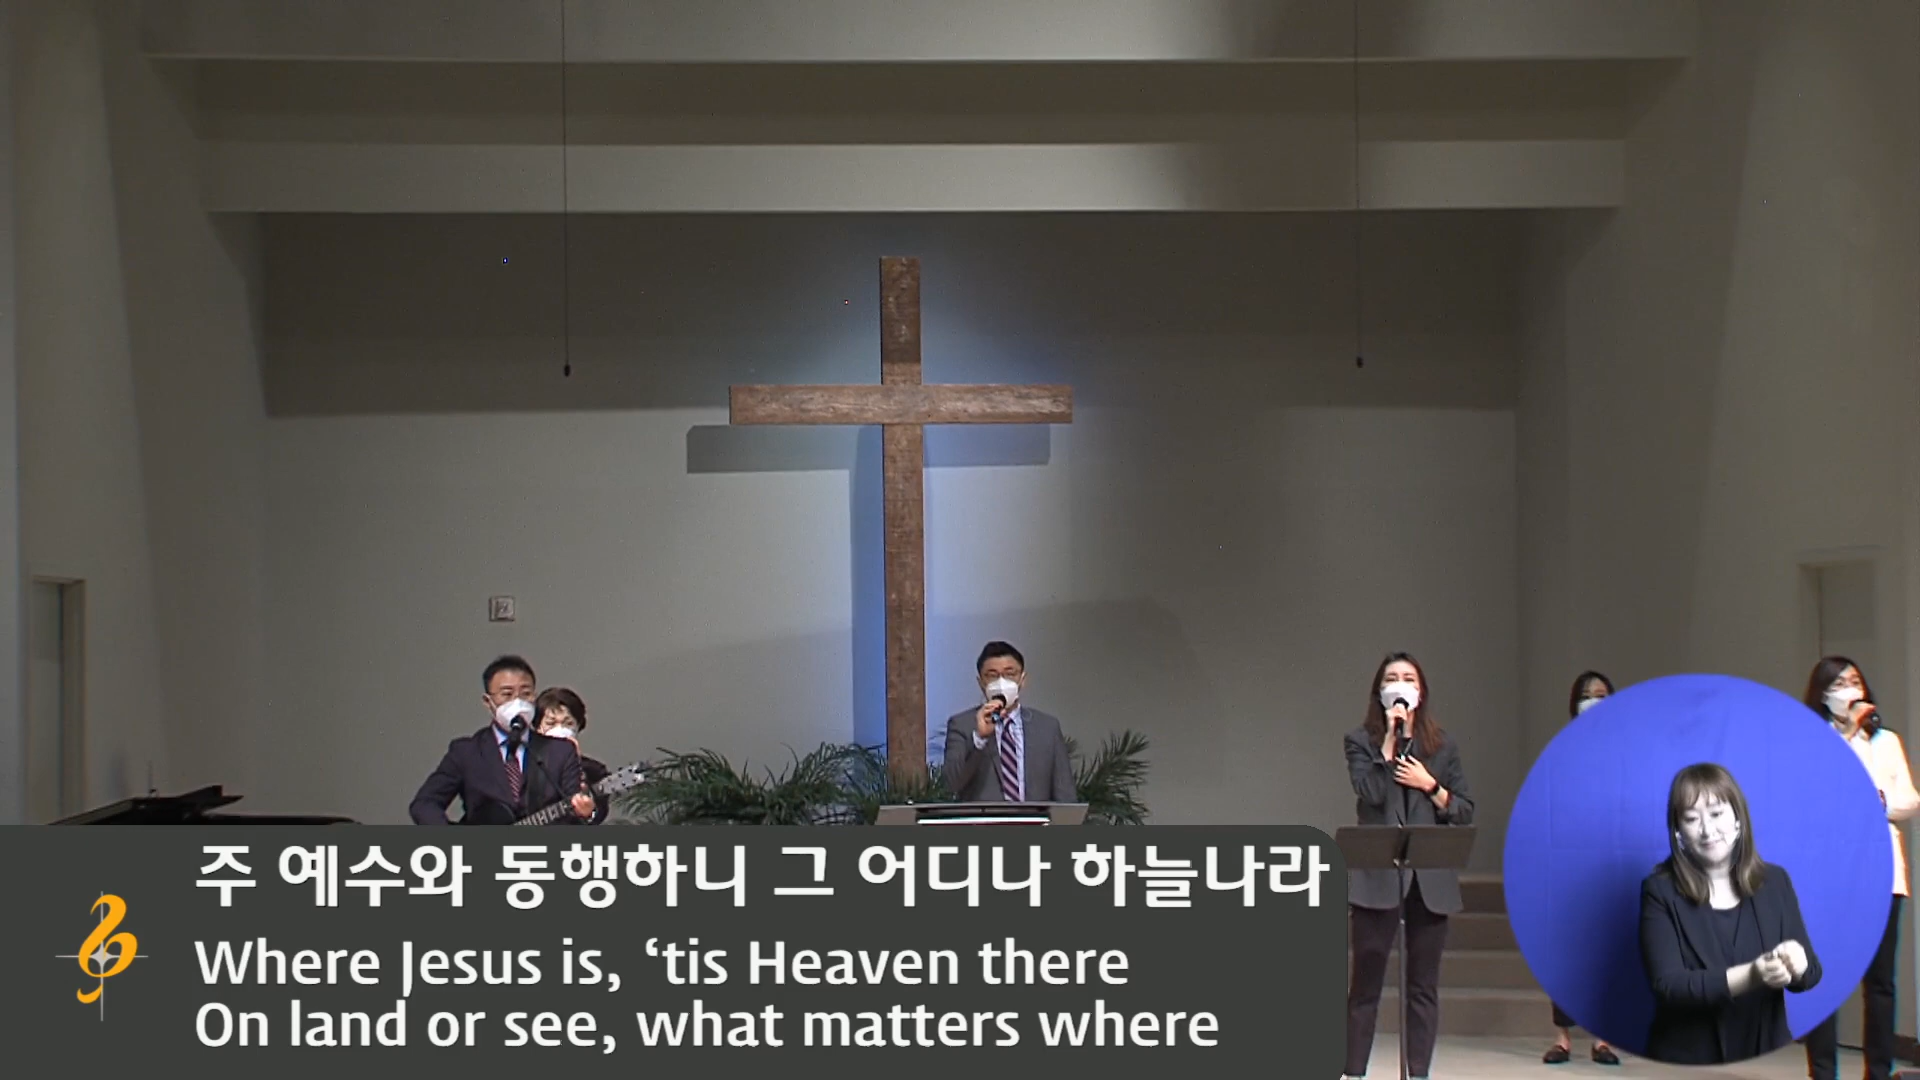 주 예수와 동행하니 그 어디나 하늘나라
Where Jesus is, ‘tis Heaven there
On land or see, what matters where